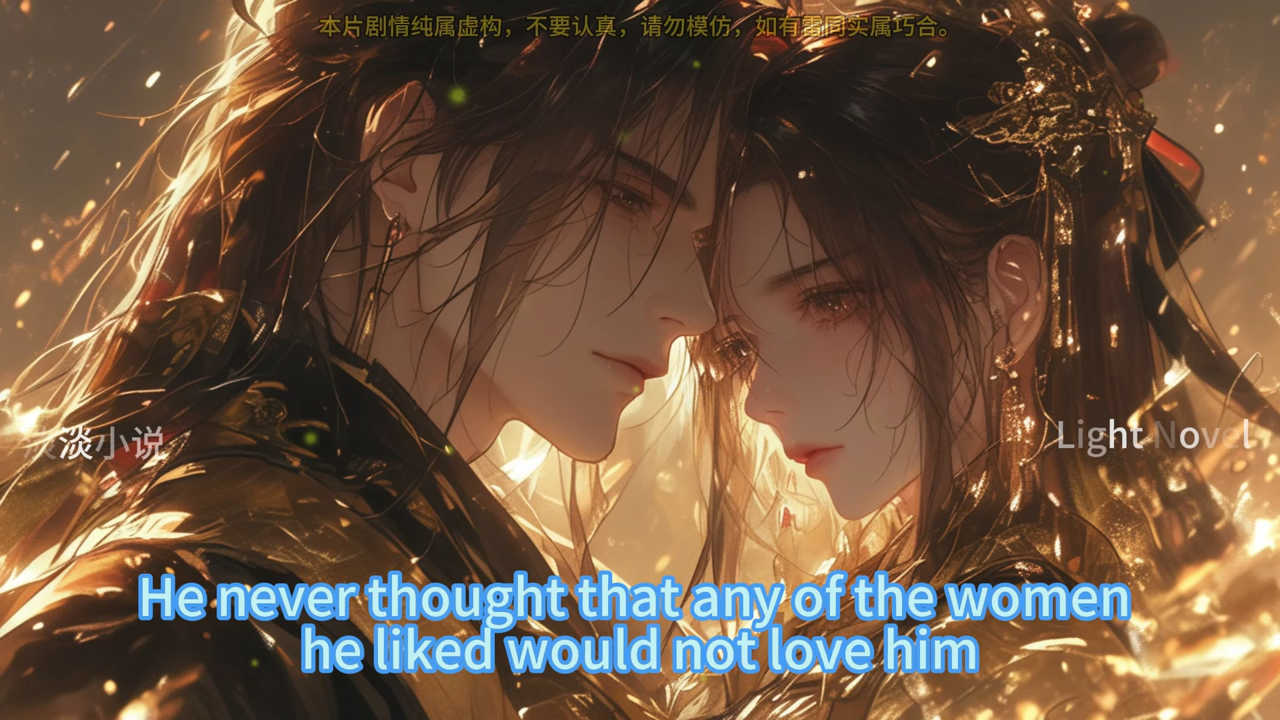 本片剧情纯属虚构，不要认真，请勿模仿，如有雷同实属巧合。
淡小说
Light Novel
He never thought that any of the women
he liked would not love him